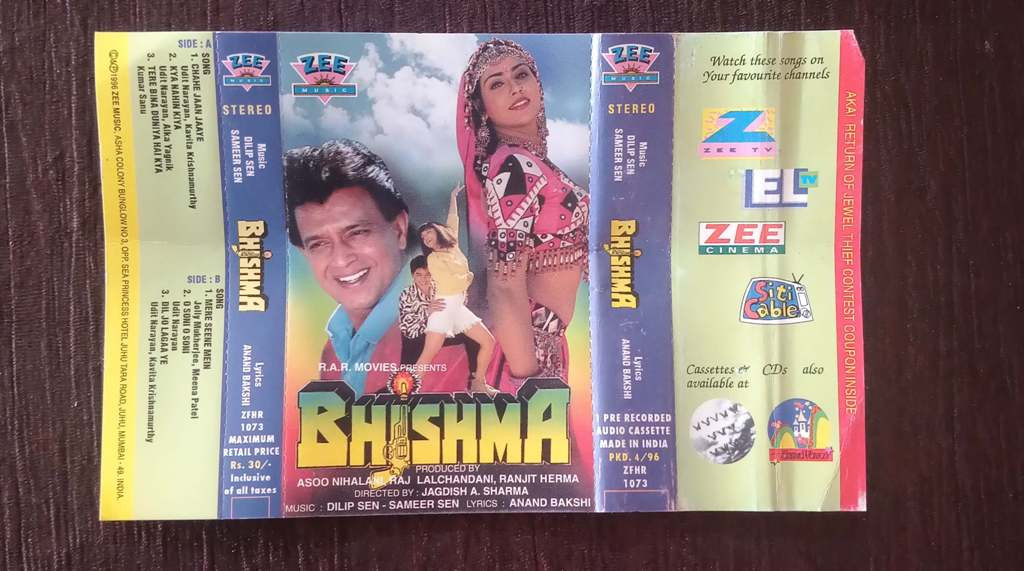 ©℗1996 ZEE MUSIC, ASHA COLONY BUNGLOW NO 3, OPP. SEA PRINCESS HOTEL JUHU TARA ROAD, JUHU, MUMBAI - 49. INDIA.
SIDE : A
SONG
1. CHAHE JAAN JAAYE
Udit Narayan, Kavita Krishnamurthy
2. KYA NAHIN KIYA
Udit Narayan, Alka Yagnik
3. TERE BINA DUNIYA HAI KYA
Kumar Sanu
SIDE : B
SONG
1. MERE SEENE MEIN
Jolly Mukherjee, Meena Patel
2. O SONI O SONI
Udit Narayan
3. DIL JO LAGAA YE
Udit Narayan, Kavita Krishnamurthy
ZEE
MUSIC
STEREO
Music
DILIP SEN
SAMEER SEN
BHISHMA
Lyrics
ANAND BAKSHI
ZFHR
1073
MAXIMUM
RETAIL PRICE
Rs. 30/-
Inclusive
of all taxes
ZEE
MUSIC
R.A.R. MOVIES PRESENTS
BHISHMA
PRODUCED BY
ASOO NIHALANI, RAJ LALCHANDANI, RANJIT HERMA
DIRECTED BY : JAGDISH A. SHARMA
MUSIC : DILIP SEN - SAMEER SEN LYRICS : ANAND BAKSHI
ZEE
MUSIC
STEREO
Music
DILIP SEN
SAMEER SEN
BHISHMA
Lyrics
ANAND BAKSHI
1 PRE RECORDED
AUDIO CASSETTE
MADE IN INDIA
PKD. 4/96
ZFHR
1073
Watch these songs on
Your favourite channels
Z
ZEE TV
EL TV
ZEE
CINEMA
Siti
Cable
Cassettes & CDs also
available at
AKAI RETURN OF JEWEL THIEF CONTEST COUPON INSIDE